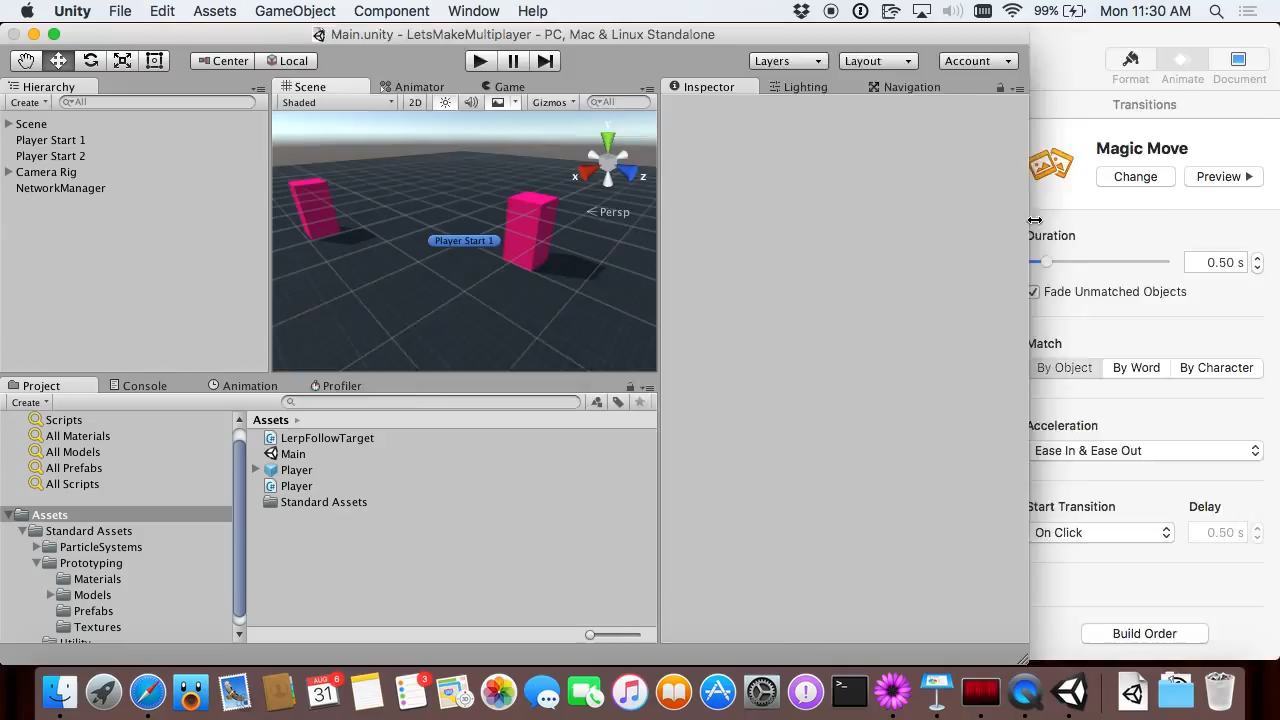 Unity File Edit Assets GameObject Component Window Help 99% Mon 11:30 AM
Main.unity - LetsMakeMultiplayer - PC, Mac & Linux Standalone
Center Local Layers Layout Account
Hierarchy
Create All
Scene
Player Start 1
Player Start 2
Camera Rig
NetworkManager
Scene Animator Game
Shaded 2D Gizmos All
y
x z
Persp
Player Start 1
Inspector Lighting Navigation
Project Console Animation Profiler
Create
Scripts
All Materials
All Models
All Prefabs
All Scripts
Assets
Standard Assets
ParticleSystems
Prototyping
Materials
Models
Prefabs
Textures
Utility
Assets
LerpFollowTarget
Main
Player
Player
Standard Assets
Format Animate Document
Transitions
Magic Move
Change Preview
Duration
0.50 s
Fade Unmatched Objects
Match
By Object By Word By Character
Acceleration
Ease In & Ease Out
Start Transition Delay
On Click 0.50 s
Build Order
AUG 6
31
3